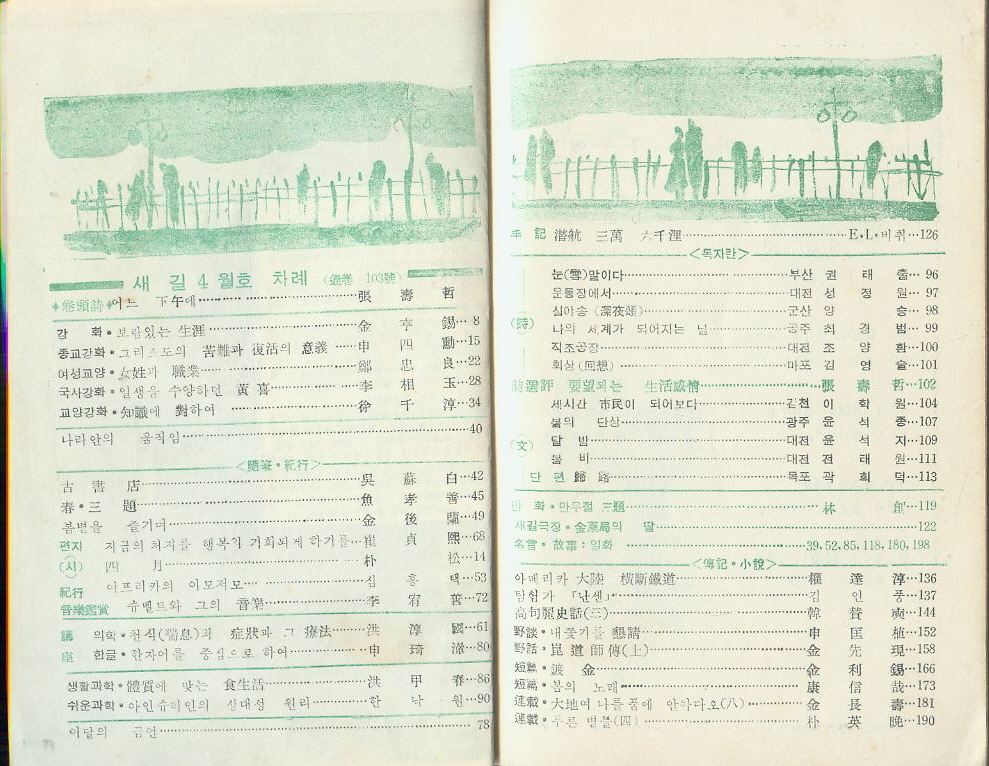 새 길 4 월호 차례 (通卷 103號)
卷頭詩 어느 下午에 張壽哲
강 화·보람있는 生涯 金亨錫…8
종교강화·그리스도의 苦難과 復活의 意義 申四勳…15
여성교양·女性과 職業 鄭忠良…22
국사강화·일생을 수양하던 黃喜 李相玉…28
교양강화·知識에 對하여 徐千淳…34
나라안의 움직임 40
<隨筆·紀行>
古書店 吳蘇白…42
春·三題 魚孝善…45
봄볕을 즐기며 金後蘭…49
편지 지금의 처지를 행복의 기회되게 하기를 崔貞熙…68
(시) 四月 朴松…14
紀行 아프리카의 이모저모 심흥택…53
音樂鑑賞 슈벨트와 그의 音樂 李宥善…72
講 의학·천식(喘息)의 症狀과 그 療法 洪淳國…61
座 한글·한자어를 중심으로 하여 申琦澈…80
생활과학·體質에 맞는 食生活 洪甲春…86
쉬운과학·아인슈타인의 상대성 원리 한낙원…90
이달의 금언 78
手記 潛航 三萬 六千浬 E·L·비취…126
<독자란>
눈(雪)말이다 부산 권태출…96
운동장에서 대전 성정원…97
심야송(深夜頌) 군산 양승…98
(詩) 나의 세계가 되어지는 날 공주 최경범…99
직조공장 대전 조양환…100
회상(回想) 마포 김영출…101
詩選評 要望되는 生活感情 張壽哲…102
세시간 市民이 되어보다 김천 이학원…104
봄의 단상 광주 윤석종…107
(文) 달밤 대전 윤석지…109
봄비 대전 전태원…111
단편 歸路 목포 곽희덕…113
만화·만우절 三題 林創…119
새길극장·金藥局의 딸 122
名言·故事·일화 39,52,85,118,180,198
<傳記·小說>
아메리카 大陸 橫斷鐵道 權達淳…136
탐험가 「난센」 김인풍…137
高句麗史話(三) 韓贊奭…144
野談·내꽃기를 懇請 申匡植…152
野話·崑道師傳(上) 金先現…158
短篇·鍍金 金利錫…166
短篇·봄의 노래 康信哉…173
連載·大地여 나를품에 안아다오(八) 金長壽…181
連載·푸른 별불(四) 朴英晩…190